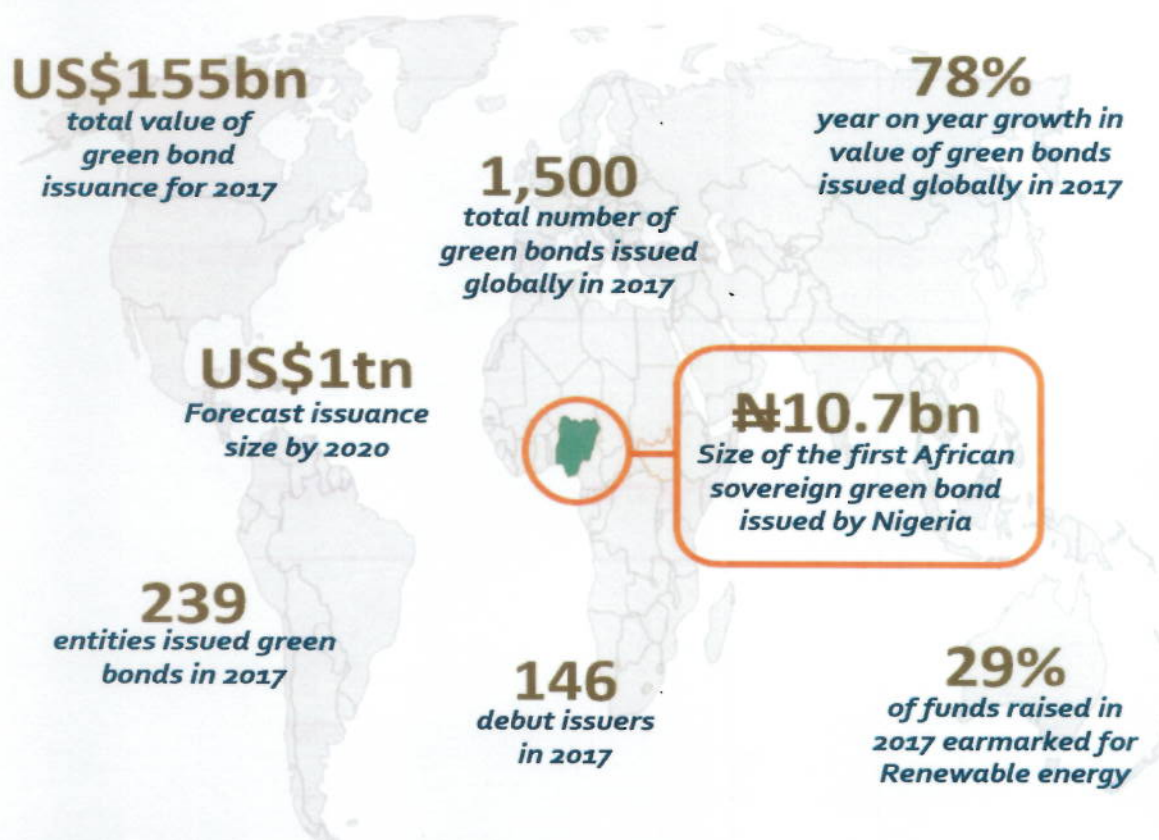 US$155bn
total value of
green bond
issuance for 2017
78%
year on year growth in
value of green bonds
issued globally in 2017
1,500
total number of
green bonds issued
globally in 2017
US$1tn
Forecast issuance
size by 2020
₦10.7bn
Size of the first African
sovereign green bond
issued by Nigeria
239
entities issued green
bonds in 2017
146
debut issuers
in 2017
29%
of funds raised in
2017 earmarked for
Renewable energy